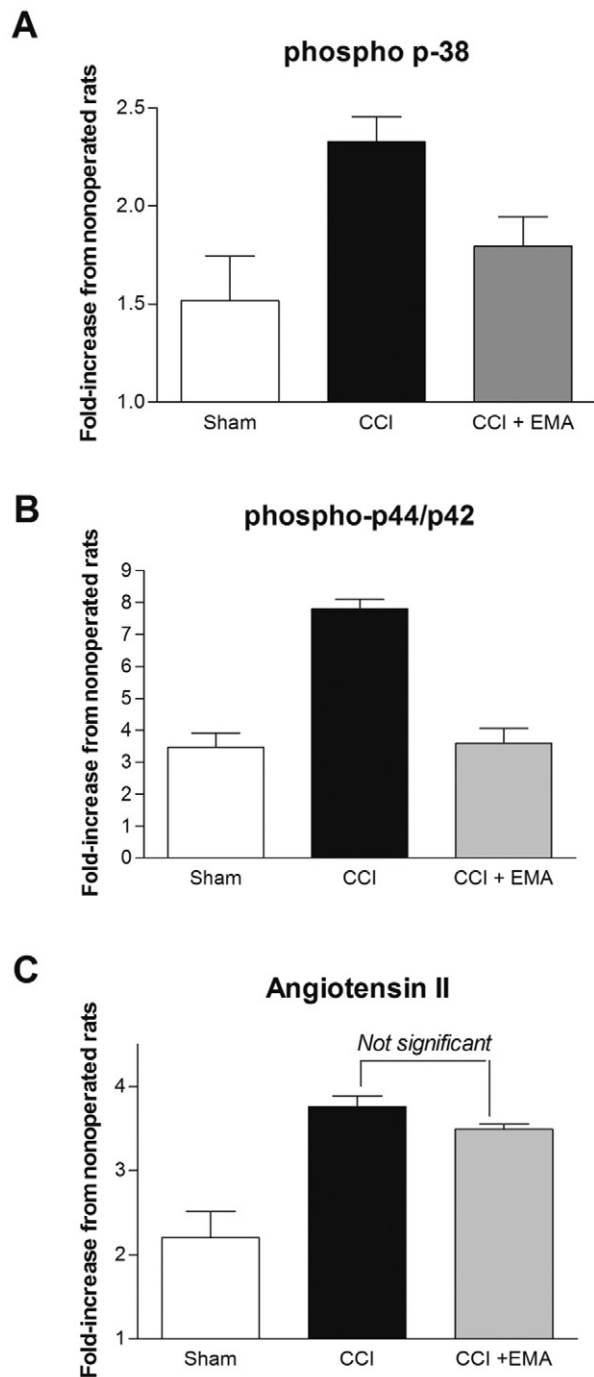 A
phospho p-38
Fold-increase from nonoperated rats
2.5
2.0
1.5
1.0
Sham CCI CCI + EMA
B
phospho-p44/p42
Fold-increase from nonoperated rats
9
8
7
6
5
4
3
2
1
0
Sham CCI CCI + EMA
C
Angiotensin II
Fold-increase from nonoperated rats
Not significant
4
3
2
1
Sham CCI CCI +EMA